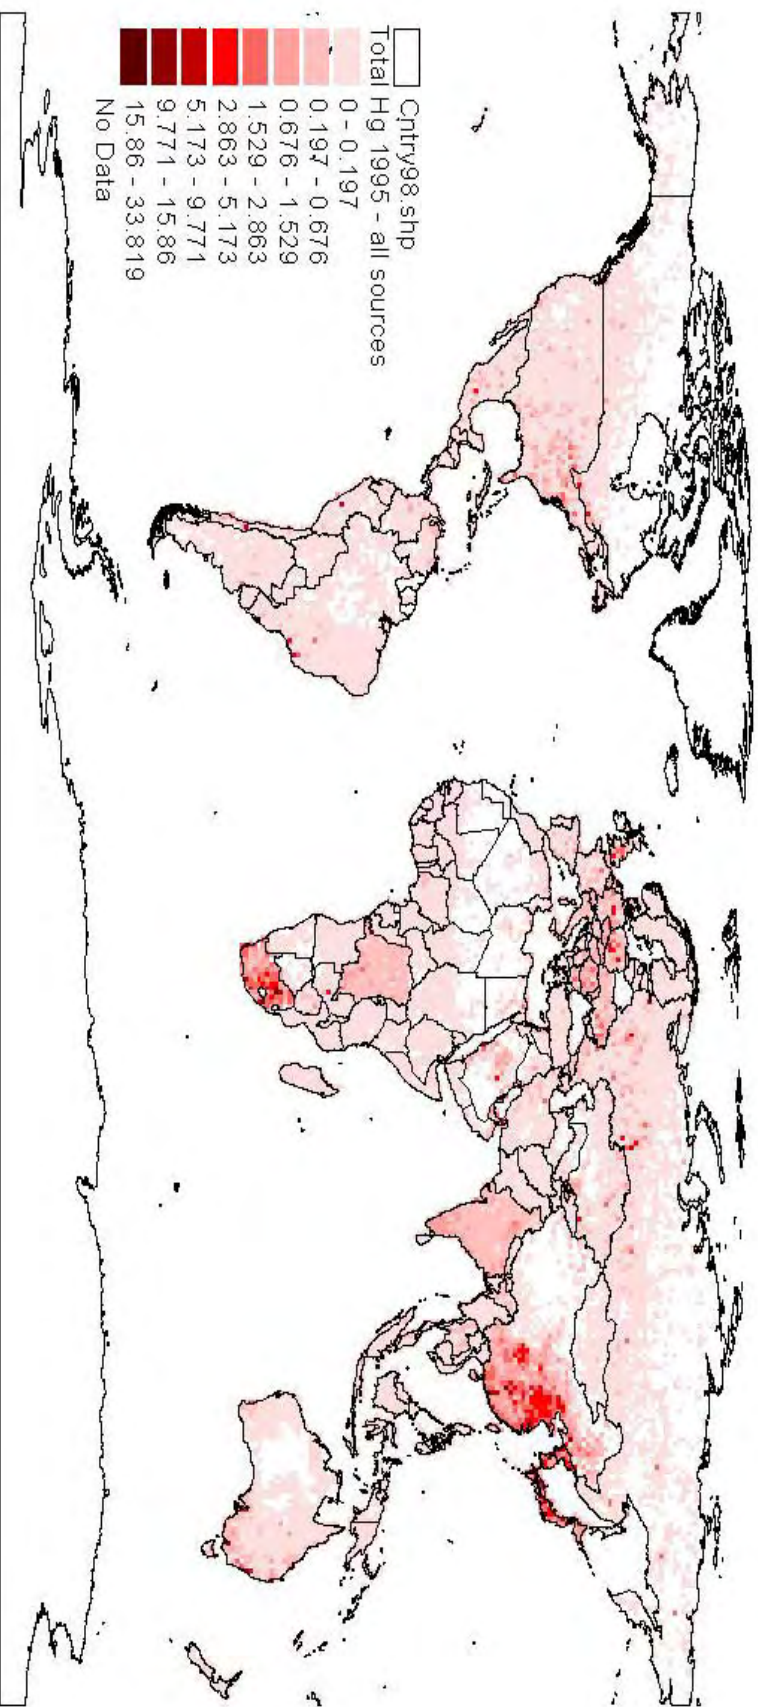 Cntry98.shp
Total Hg 1995 - all sources
0 - 0.197
0.197 - 0.676
0.676 - 1.529
1.529 - 2.863
2.863 - 5.173
5.173 - 9.771
9.771 - 15.86
15.86 - 33.819
No Data